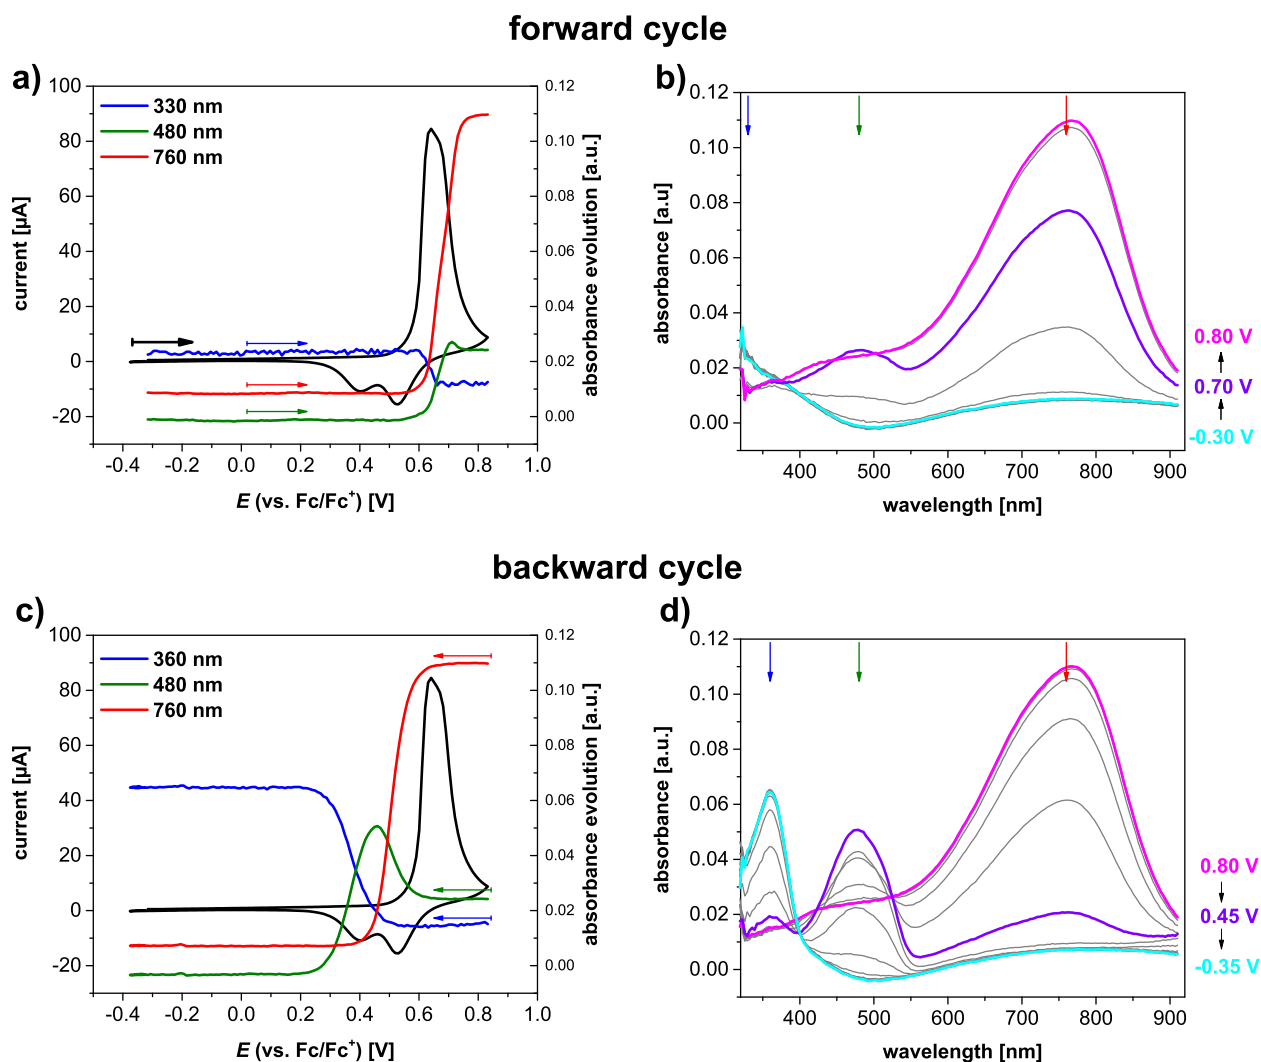 forward cycle
a)
330 nm
480 nm
760 nm
100
80
60
40
20
0
-20
current [µA]
0.12
0.10
0.08
0.06
0.04
0.02
0.00
absorbance evolution [a.u.]
-0.4 -0.2 0.0 0.2 0.4 0.6 0.8 1.0
E (vs. Fc/Fc+) [V]
b)
0.12
0.10
0.08
0.06
0.04
0.02
0.00
absorbance [a.u]
400 500 600 700 800 900
wavelength [nm]
0.80 V
0.70 V
-0.30 V
backward cycle
c)
360 nm
480 nm
760 nm
100
80
60
40
20
0
-20
current [µA]
0.12
0.10
0.08
0.06
0.04
0.02
0.00
absorbance evolution [a.u.]
-0.4 -0.2 0.0 0.2 0.4 0.6 0.8 1.0
E (vs. Fc/Fc+) [V]
d)
0.12
0.10
0.08
0.06
0.04
0.02
0.00
absorbance [a.u.]
400 500 600 700 800 900
wavelength [nm]
0.80 V
0.45 V
-0.35 V